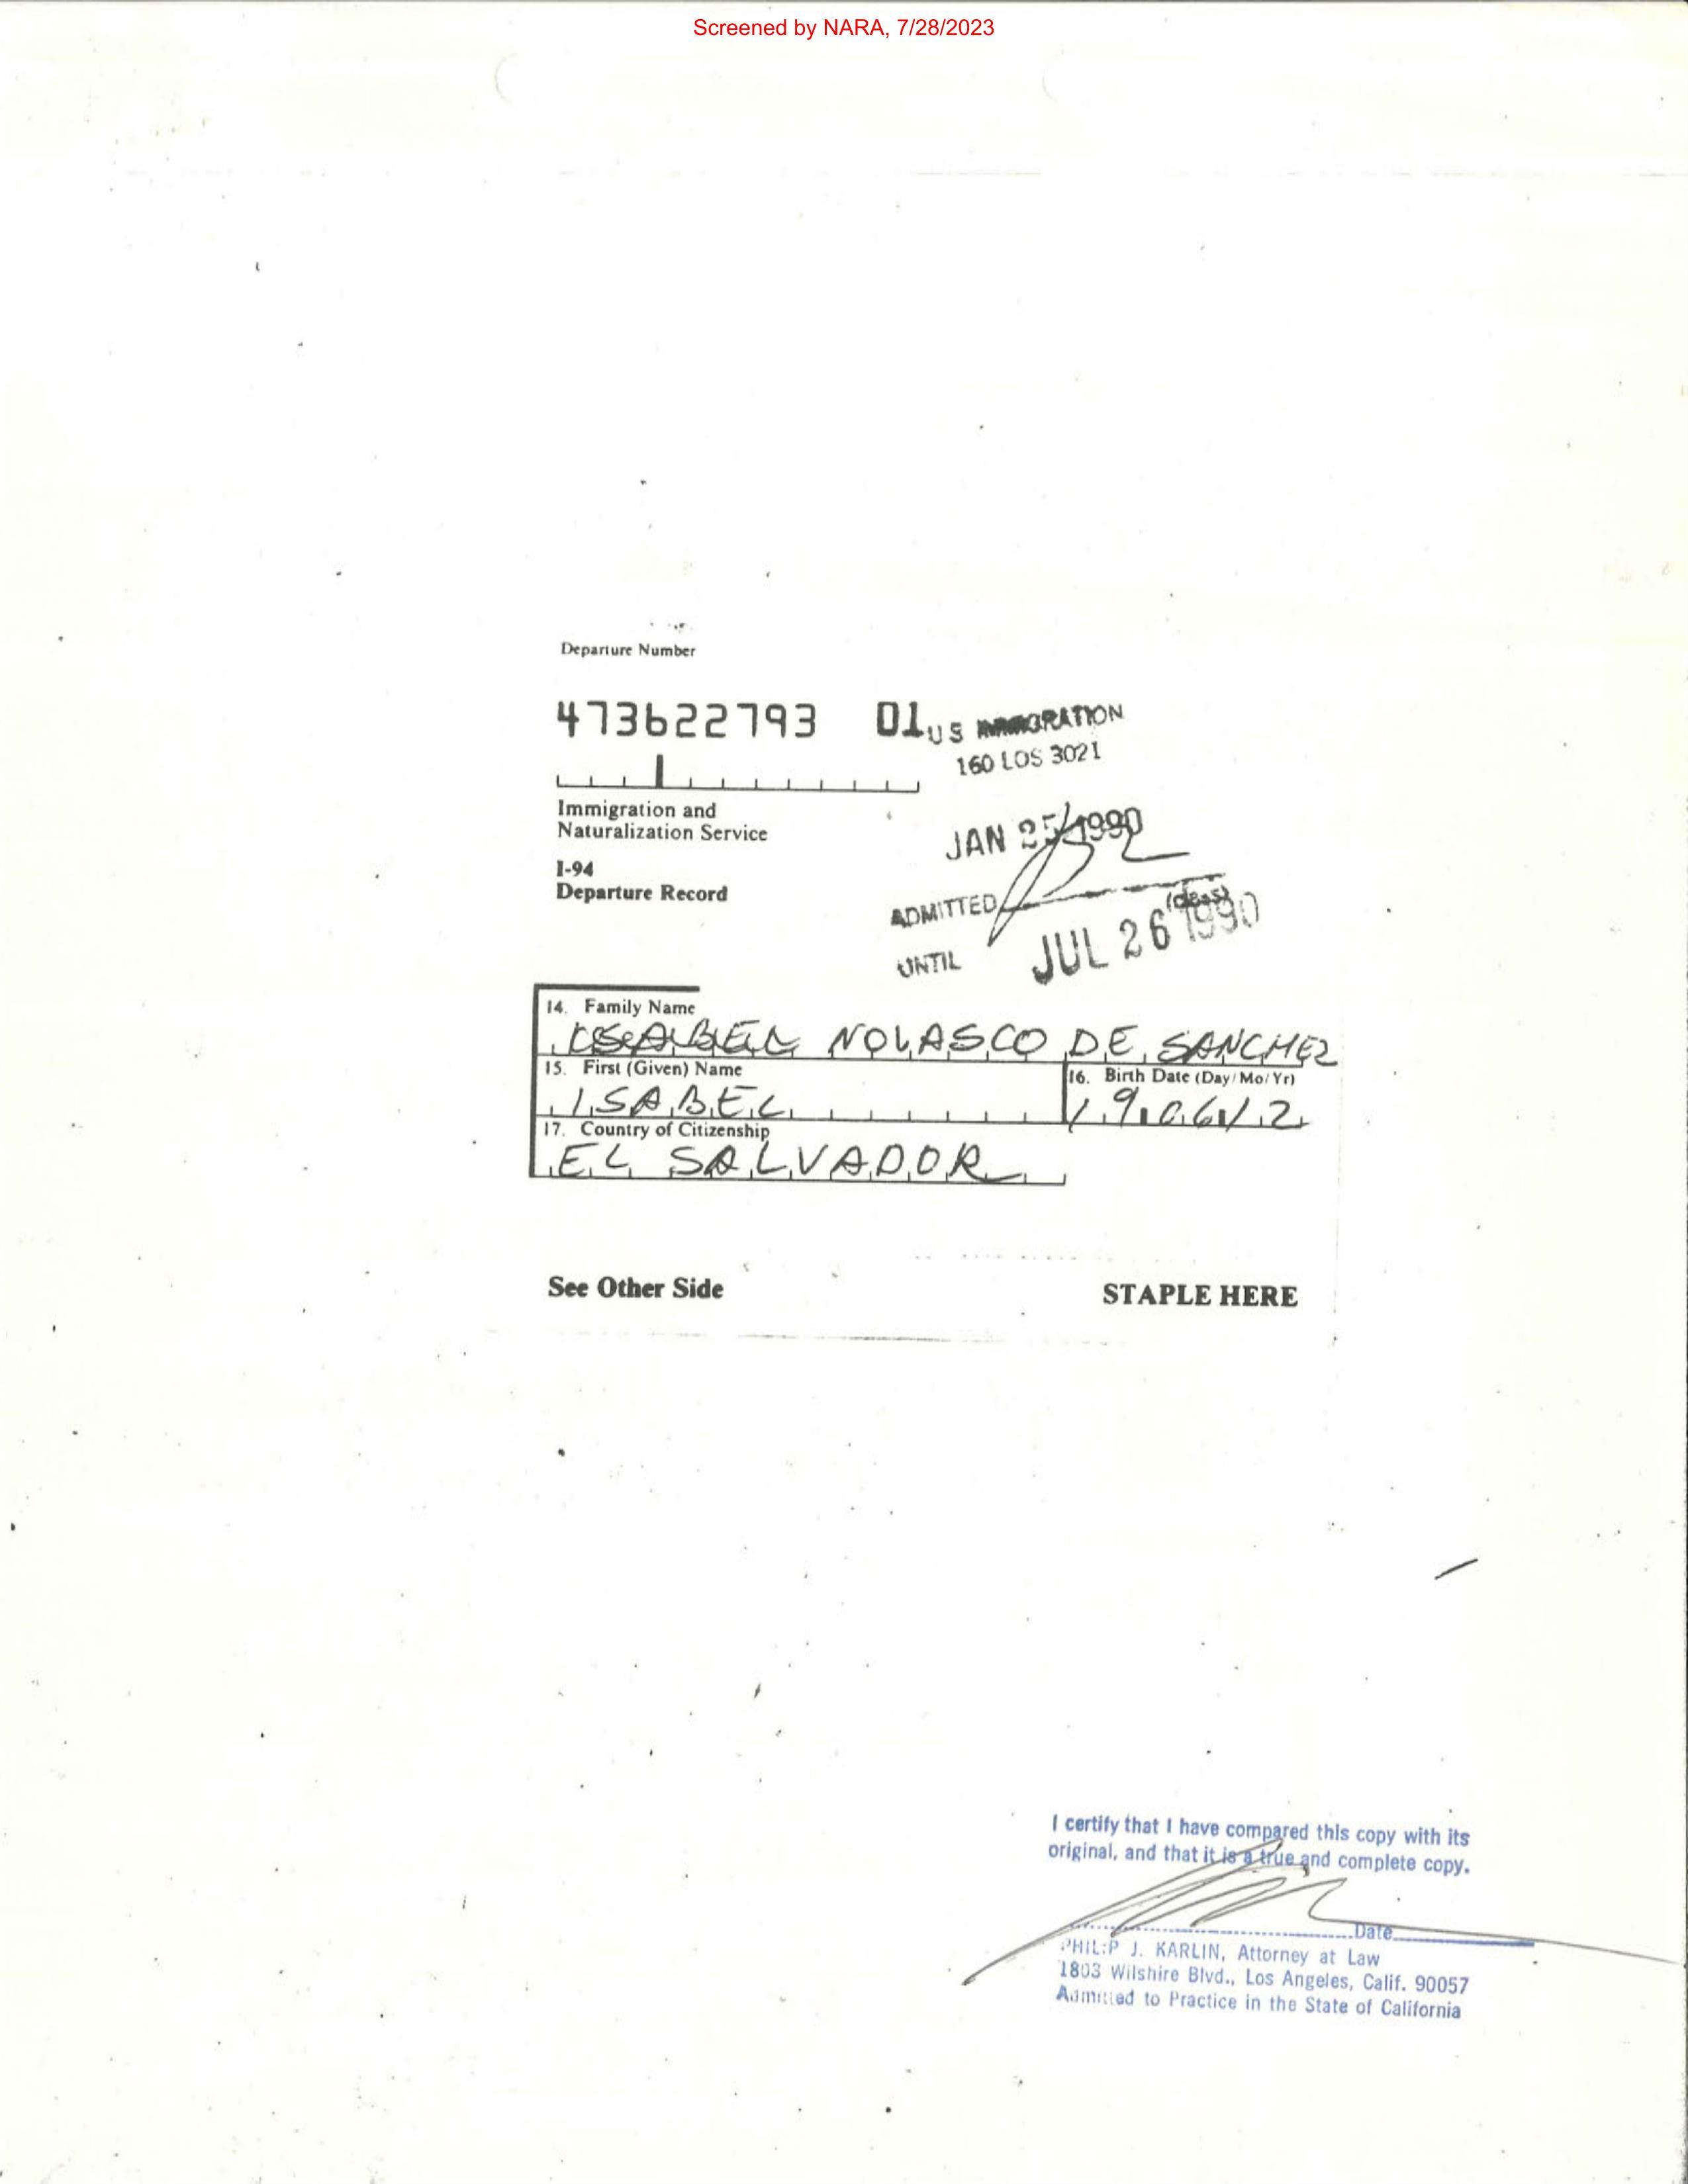 Screened by NARA, 7/28/2023
Departure Number
473622793 01
US IMMIGRATION
160 LOS 3021
Immigration and
Naturalization Service
JAN 25 1990
I-94
Departure Record
ADMITTED
(class)
UNTIL JUL 26 1990
14. Family Name
ISABEL NOLASCO DE SANCHEZ
15. First (Given) Name
16. Birth Date (Day/Mo/Yr)
ISABEL
190612
17. Country of Citizenship
EL SALVADOR
See Other Side
STAPLE HERE
I certify that I have compared this copy with its
original, and that it is a true and complete copy.
Date
PHILIP J. KARLIN, Attorney at Law
1803 Wilshire Blvd., Los Angeles, Calif. 90057
Admitted to Practice in the State of California